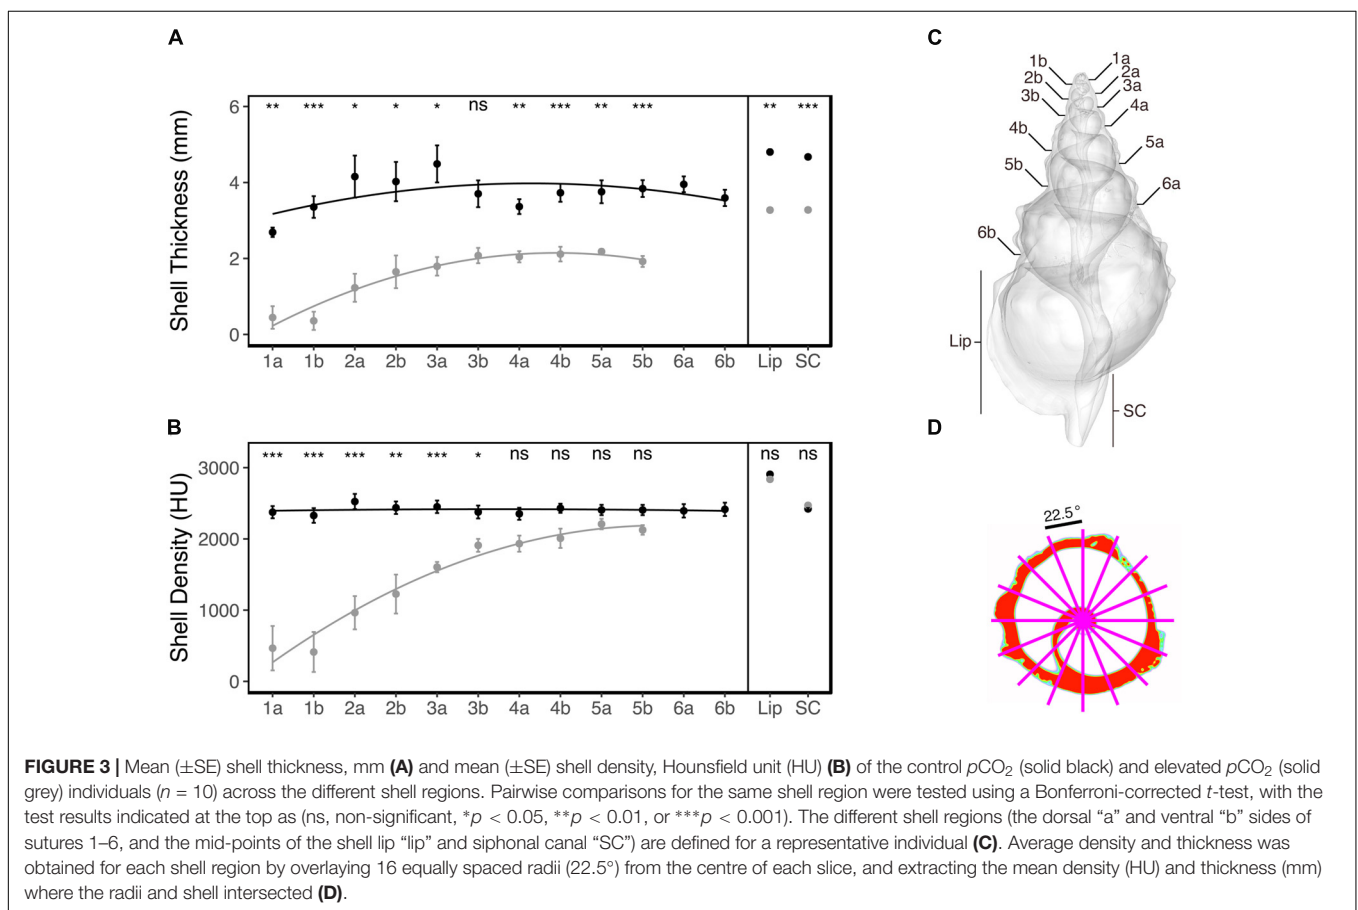 A
Shell Thickness (mm)
6
4
2
0
** *** * * * ns ** *** ** *** ** ***
1a 1b 2a 2b 3a 3b 4a 4b 5a 5b 6a 6b Lip SC
B
Shell Density (HU)
3000
2000
1000
0
*** *** *** ** *** * ns ns ns ns ns ns
1a 1b 2a 2b 3a 3b 4a 4b 5a 5b 6a 6b Lip SC
C
1b
2b
3b
4b
5b
6b
1a
2a
3a
4a
5a
6a
Lip
SC
D
22.5°
FIGURE 3 | Mean (±SE) shell thickness, mm (A) and mean (±SE) shell density, Hounsfield unit (HU) (B) of the control pCO₂ (solid black) and elevated pCO₂ (solid
grey) individuals (n = 10) across the different shell regions. Pairwise comparisons for the same shell region were tested using a Bonferroni-corrected t-test, with the
test results indicated at the top as (ns, non-significant, *p < 0.05, **p < 0.01, or ***p < 0.001). The different shell regions (the dorsal “a” and ventral “b” sides of
sutures 1–6, and the mid-points of the shell lip “lip” and siphonal canal “SC”) are defined for a representative individual (C). Average density and thickness was
obtained for each shell region by overlaying 16 equally spaced radii (22.5°) from the centre of each slice, and extracting the mean density (HU) and thickness (mm)
where the radii and shell intersected (D).